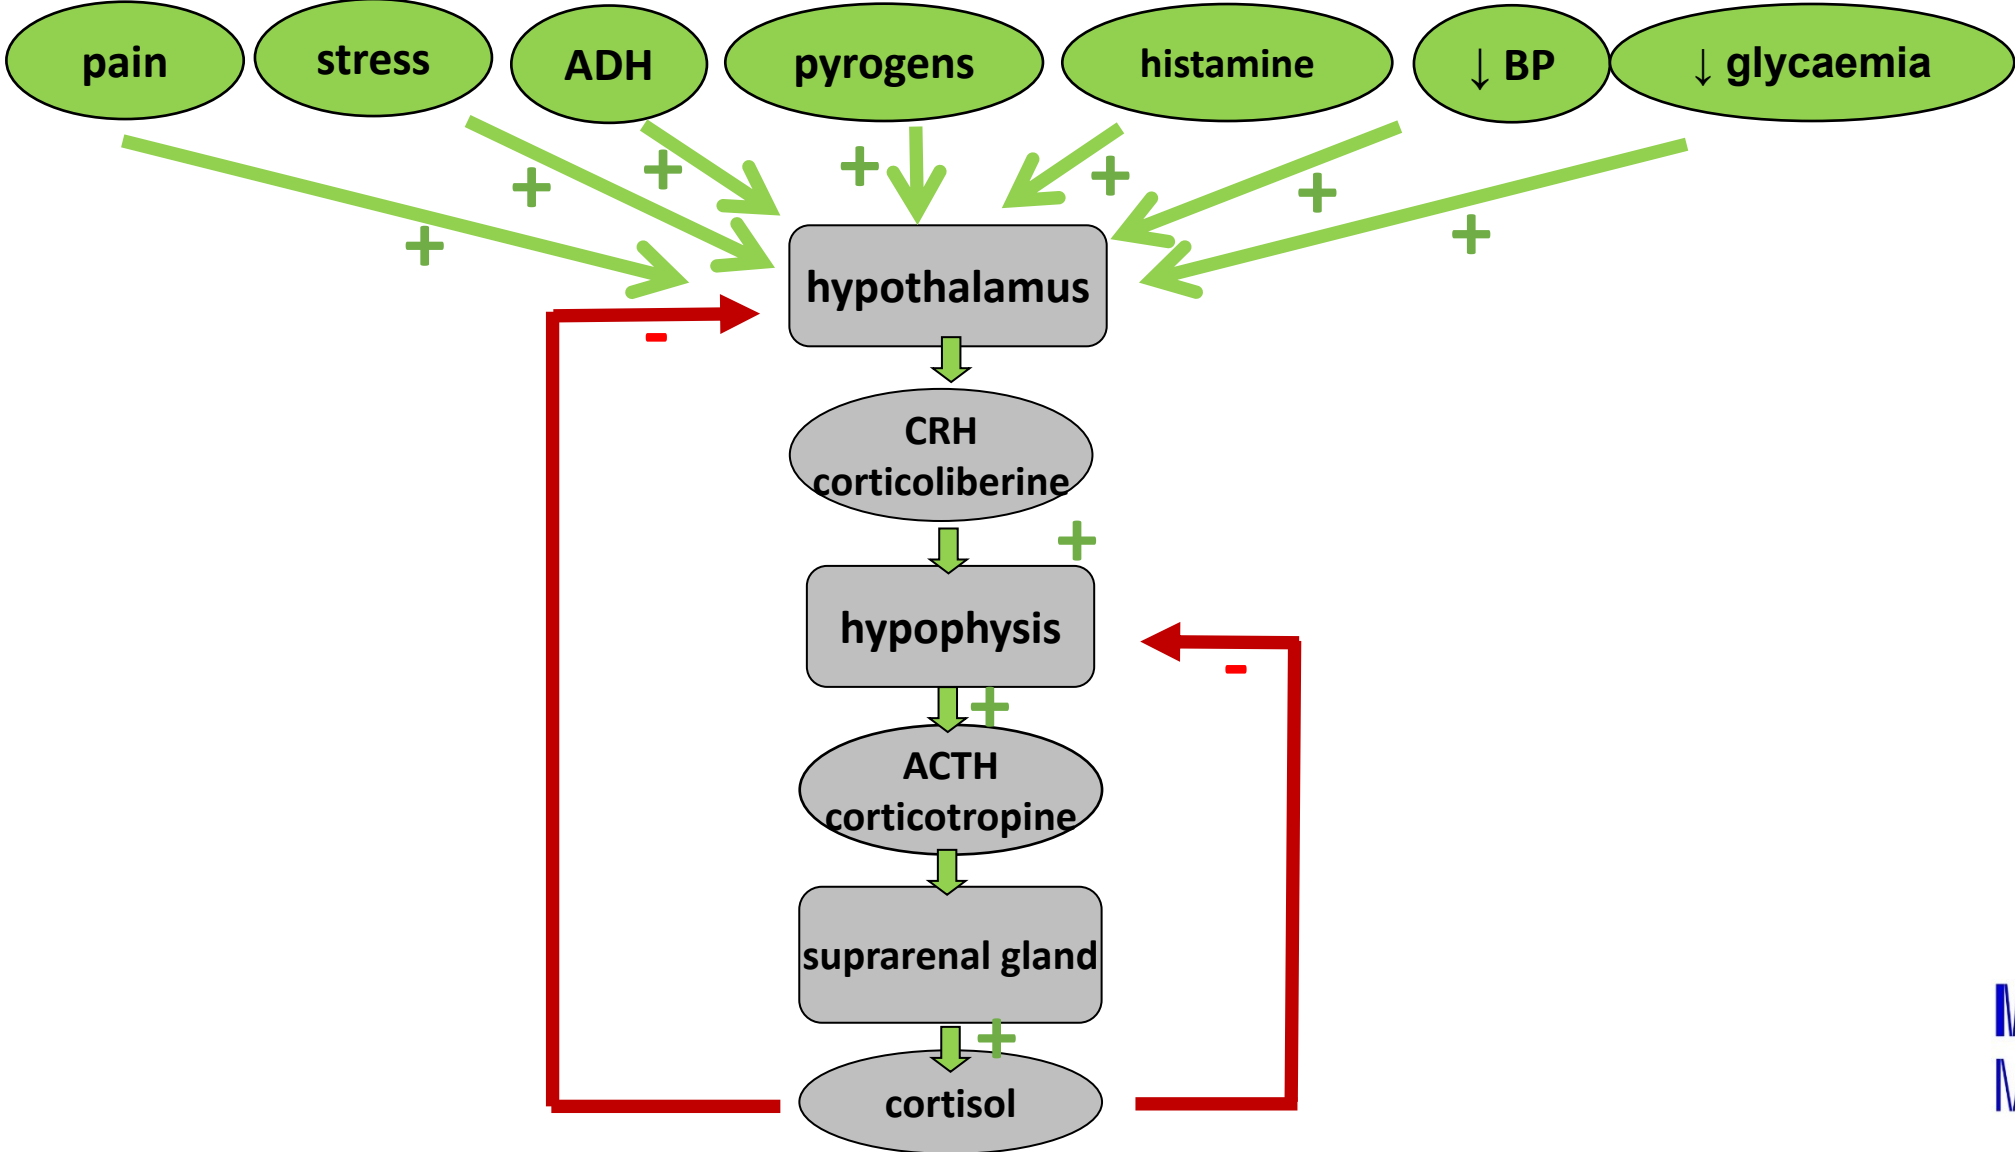 pain
stress
ADH
pyrogens
histamine
↓ BP
↓ glycaemia
+
+
+
+
+
+
+
hypothalamus
-
CRH
corticoliberine
+
hypophysis
-
+
ACTH
corticotropine
suprarenal gland
+
cortisol